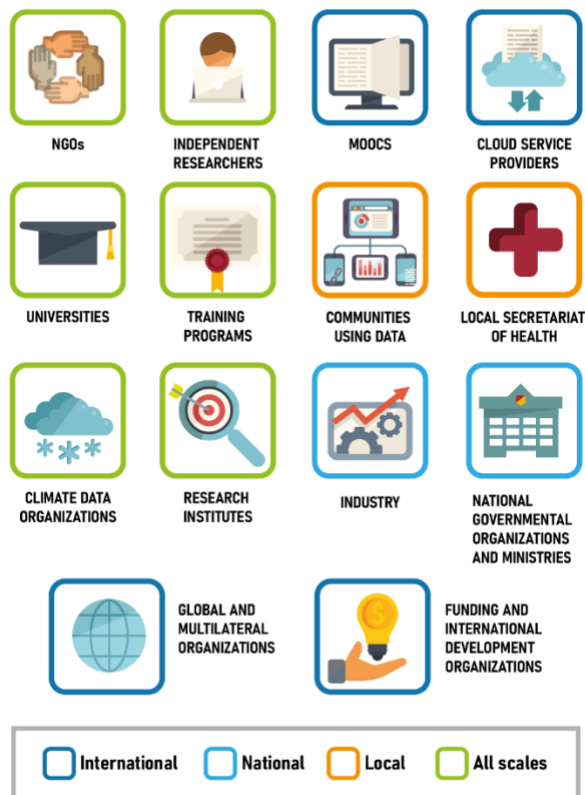 NGOs
INDEPENDENT
RESEARCHERS
MOOCS
CLOUD SERVICE
PROVIDERS
UNIVERSITIES
TRAINING
PROGRAMS
COMMUNITIES
USING DATA
LOCAL SECRETARIAT
OF HEALTH
CLIMATE DATA
ORGANIZATIONS
RESEARCH
INSTITUTES
INDUSTRY
NATIONAL
GOVERNMENTAL
ORGANIZATIONS
AND MINISTRIES
GLOBAL AND
MULTILATERAL
ORGANIZATIONS
$
FUNDING AND
INTERNATIONAL
DEVELOPMENT
ORGANIZATIONS
International
National
Local
All scales